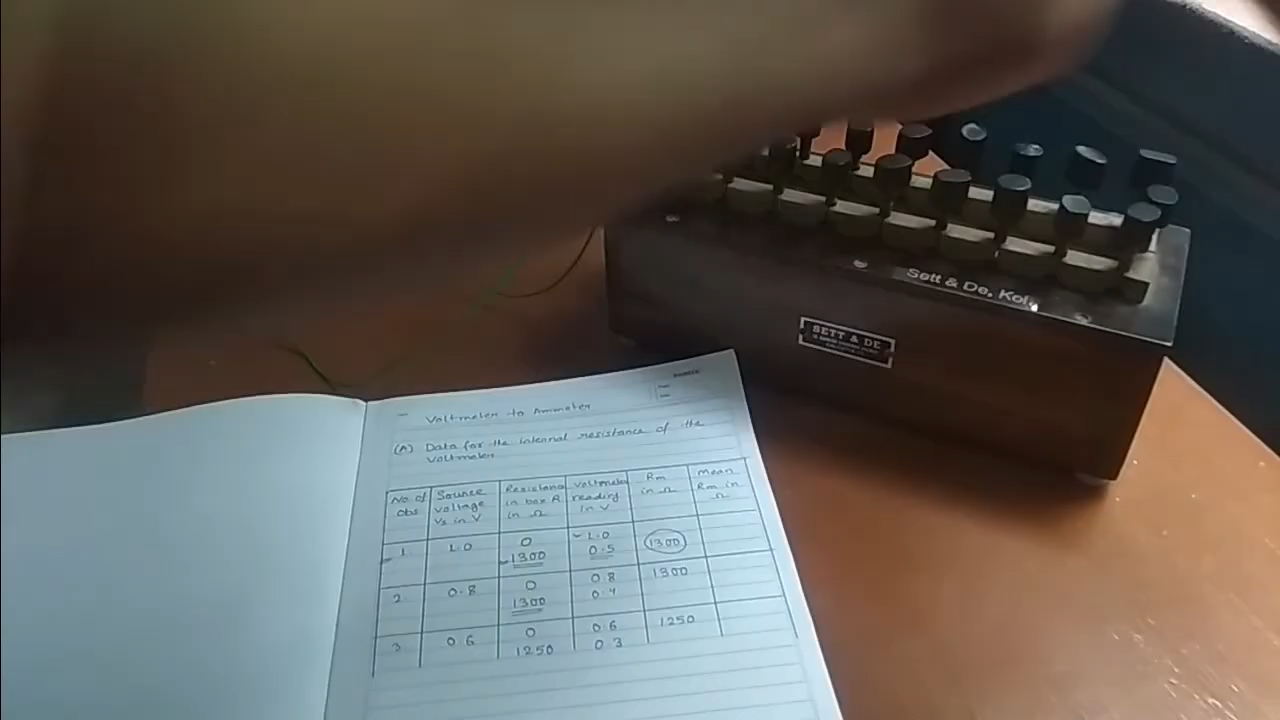 Sett & De, Kol.
SETT & DE
Voltmeter to Ammeter
(A) Data for the internal resistance of the
voltmeter
No. of Obs | Source voltage Vs in V | Resistance in box R in Ω | Voltmeter reading in V | Rm in Ω | Mean Rm in Ω
1. | 1.0 | 0 | 1.0 | 1300
1300 | 0.5
2. | 0.8 | 0 | 0.8 | 1300
1300 | 0.4
3 | 0.6 | 0 | 0.6 | 1250
1250 | 0.3